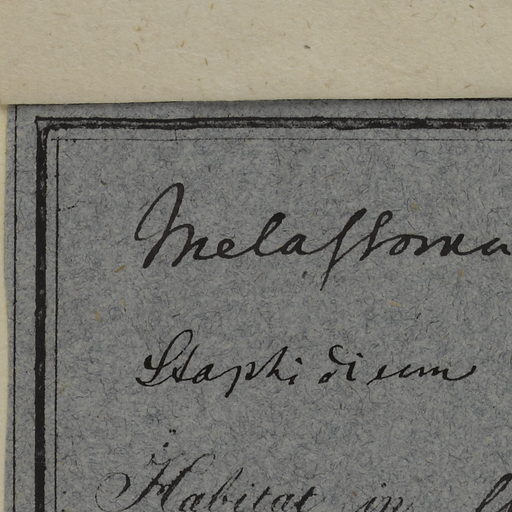 Melastoma
Staphidium
Habitat in